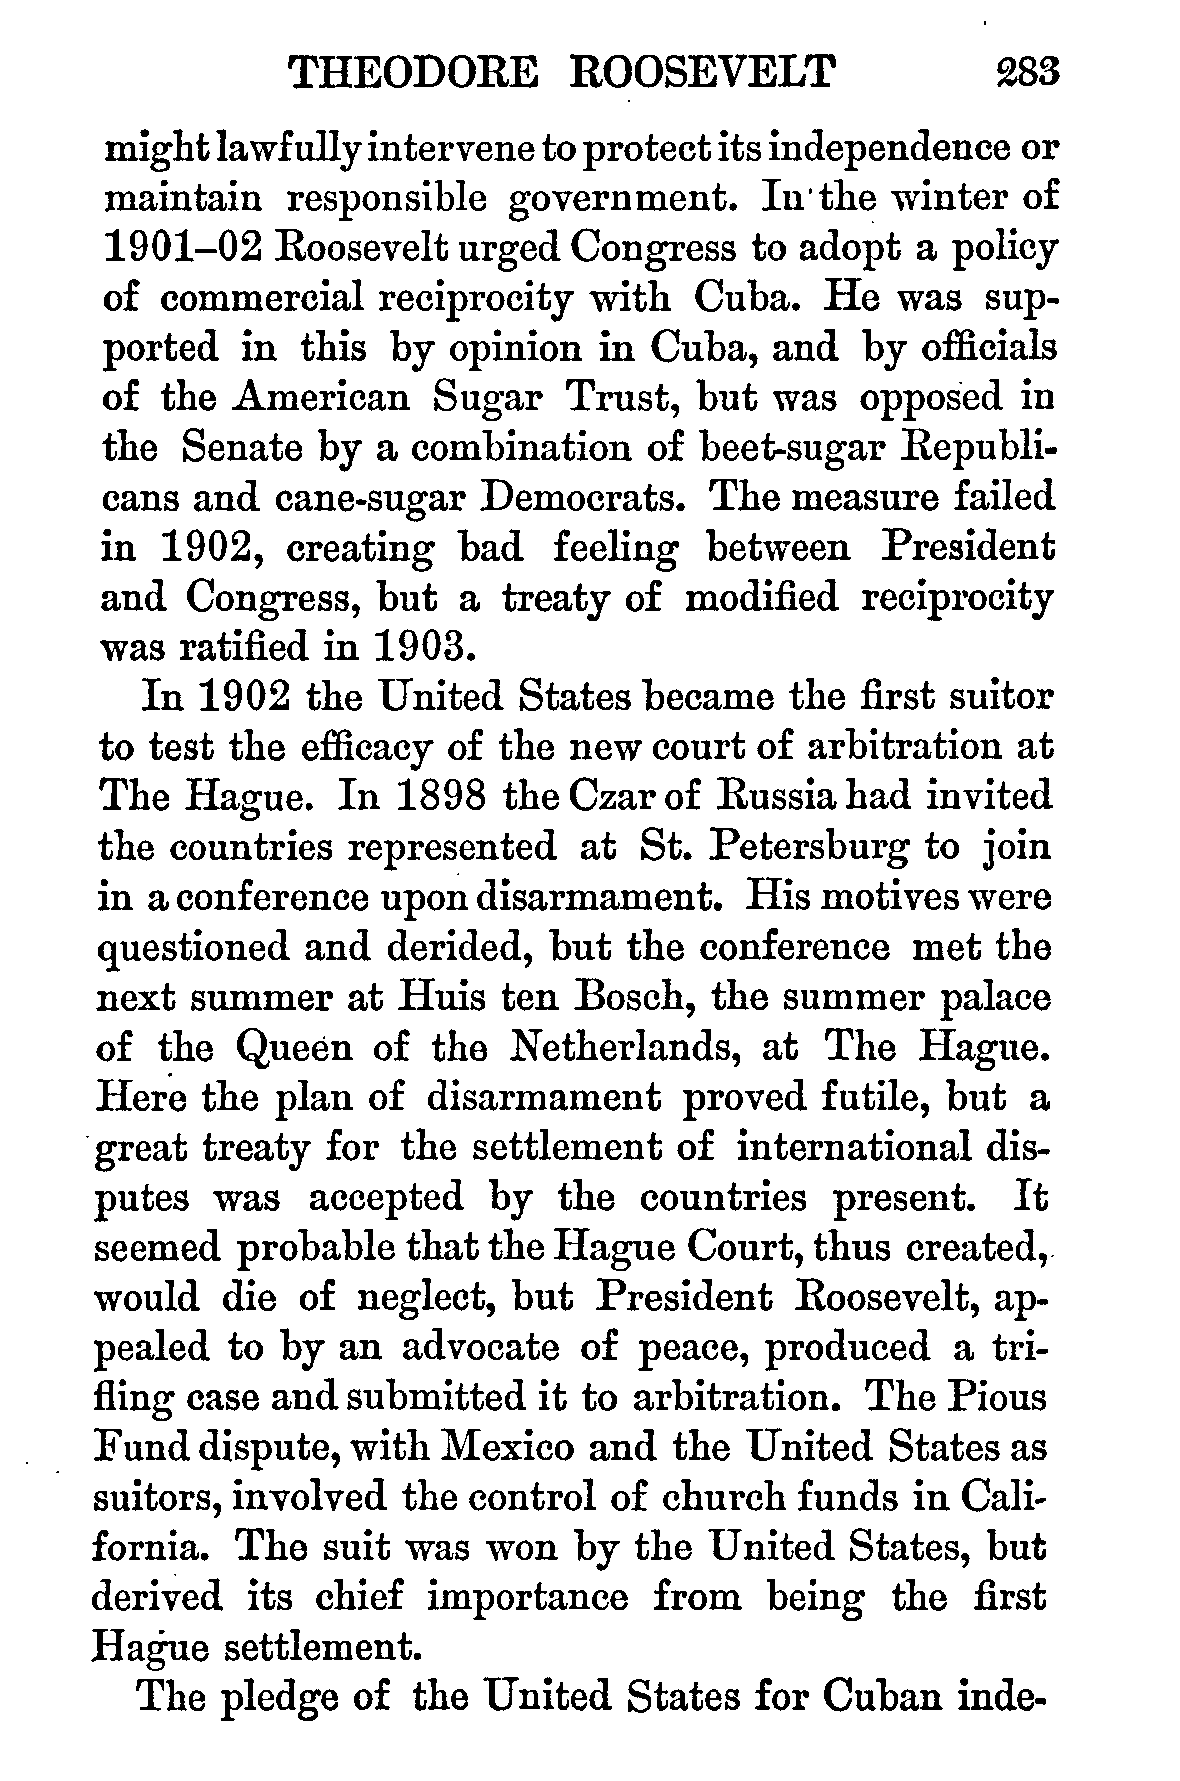 THEODORE ROOSEVELT 283
might lawfully intervene to protect its independence or
maintain responsible government. In the winter of
1901–02 Roosevelt urged Congress to adopt a policy
of commercial reciprocity with Cuba. He was sup-
ported in this by opinion in Cuba, and by officials
of the American Sugar Trust, but was opposed in
the Senate by a combination of beet-sugar Republi-
cans and cane-sugar Democrats. The measure failed
in 1902, creating bad feeling between President
and Congress, but a treaty of modified reciprocity
was ratified in 1903.
In 1902 the United States became the first suitor
to test the efficacy of the new court of arbitration at
The Hague. In 1898 the Czar of Russia had invited
the countries represented at St. Petersburg to join
in a conference upon disarmament. His motives were
questioned and derided, but the conference met the
next summer at Huis ten Bosch, the summer palace
of the Queen of the Netherlands, at The Hague.
Here the plan of disarmament proved futile, but a
great treaty for the settlement of international dis-
putes was accepted by the countries present. It
seemed probable that the Hague Court, thus created,
would die of neglect, but President Roosevelt, ap-
pealed to by an advocate of peace, produced a tri-
fling case and submitted it to arbitration. The Pious
Fund dispute, with Mexico and the United States as
suitors, involved the control of church funds in Cali-
fornia. The suit was won by the United States, but
derived its chief importance from being the first
Hague settlement.
The pledge of the United States for Cuban inde-